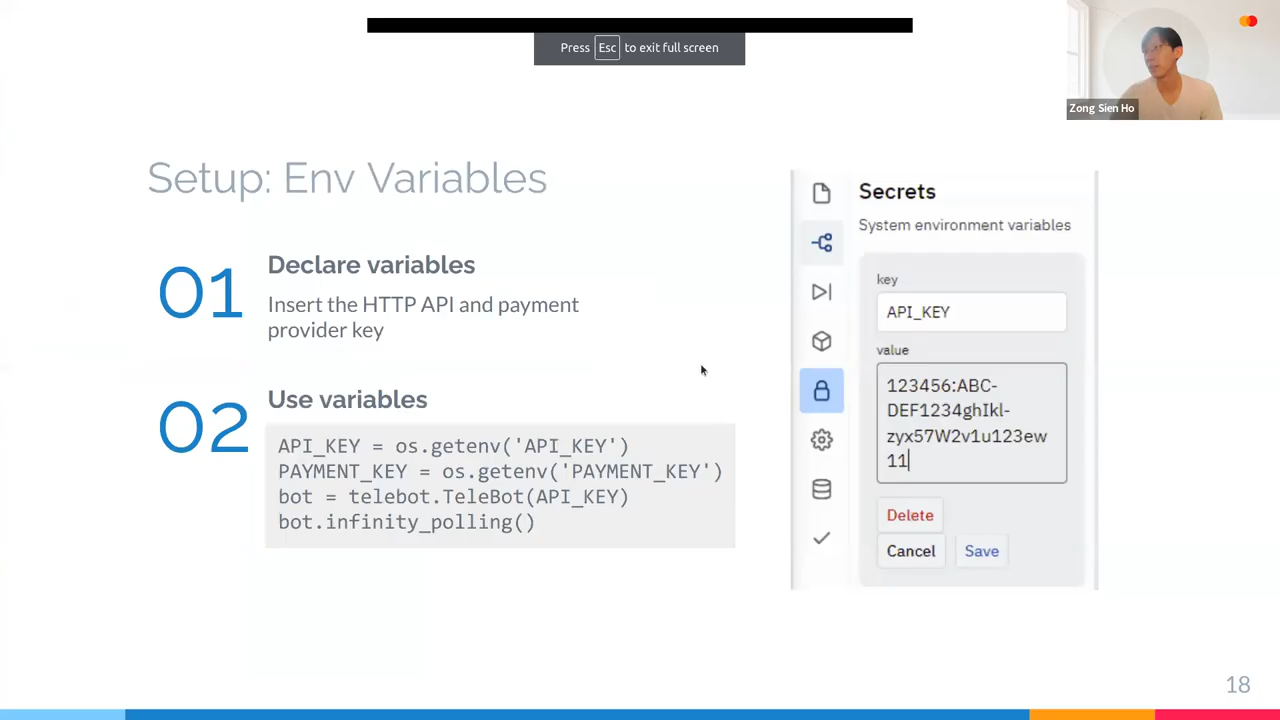 Press Esc to exit full screen
Zong Sien Ho
Setup: Env Variables
01
Declare variables
Insert the HTTP API and payment
provider key
02
Use variables
API_KEY = os.getenv('API_KEY')
PAYMENT_KEY = os.getenv('PAYMENT_KEY')
bot = telebot.TeleBot(API_KEY)
bot.infinity_polling()
Secrets
System environment variables
key
API_KEY
value
123456:ABC-
DEF1234ghIkl-
zyx57W2v1u123ew
11
Delete
Cancel Save
18